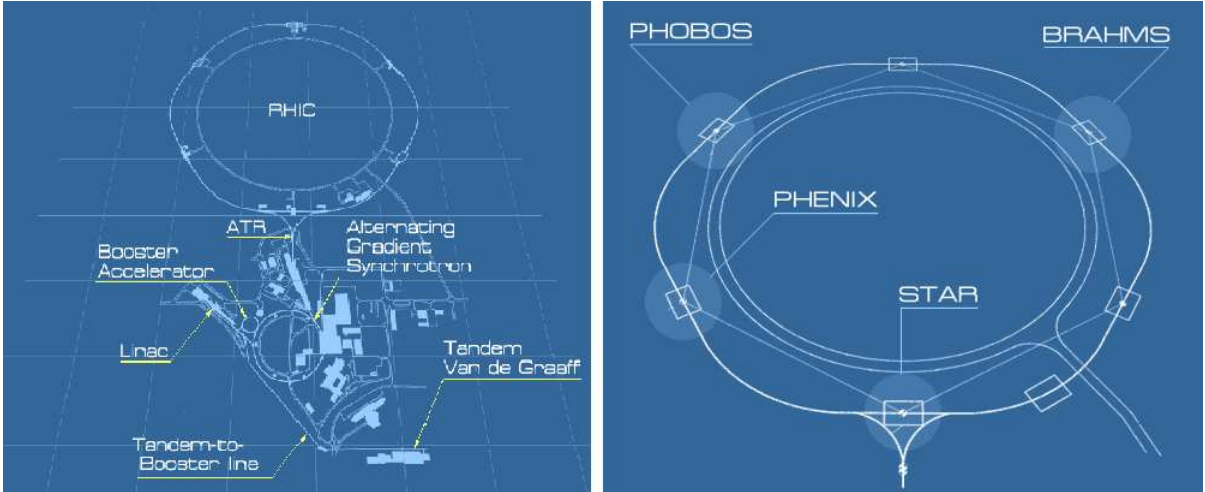 RHIC
ATR
Alternating
Gradient
Synchrotron
Booster
Accelerator
Linac
Tandem
Van de Graaff
Tandem-to-
Booster line
PHOBOS
BRAHMS
PHENIX
STAR